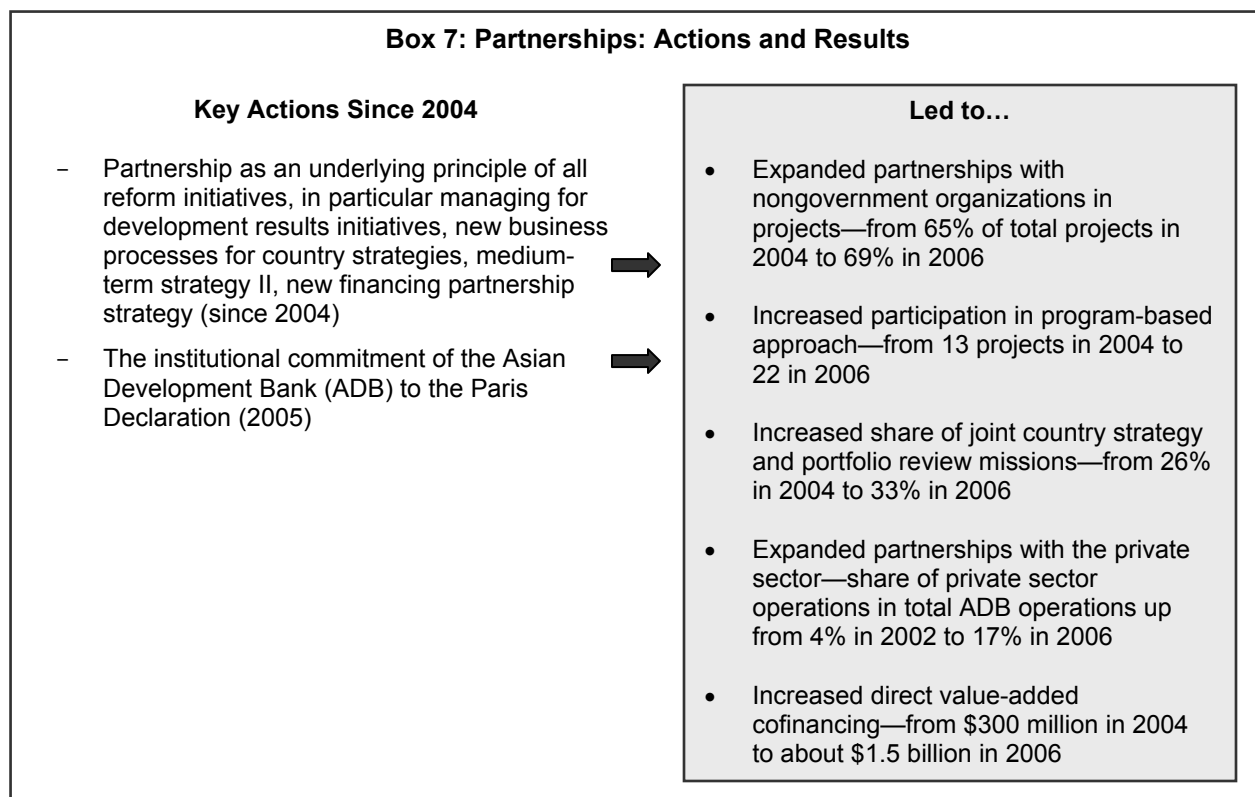 Box 7: Partnerships: Actions and Results
Key Actions Since 2004
– Partnership as an underlying principle of all
reform initiatives, in particular managing for
development results initiatives, new business
processes for country strategies, medium-
term strategy II, new financing partnership
strategy (since 2004)
– The institutional commitment of the Asian
Development Bank (ADB) to the Paris
Declaration (2005)
Led to…
• Expanded partnerships with
nongovernment organizations in
projects—from 65% of total projects in
2004 to 69% in 2006
• Increased participation in program-based
approach—from 13 projects in 2004 to
22 in 2006
• Increased share of joint country strategy
and portfolio review missions—from 26%
in 2004 to 33% in 2006
• Expanded partnerships with the private
sector—share of private sector
operations in total ADB operations up
from 4% in 2002 to 17% in 2006
• Increased direct value-added
cofinancing—from $300 million in 2004
to about $1.5 billion in 2006